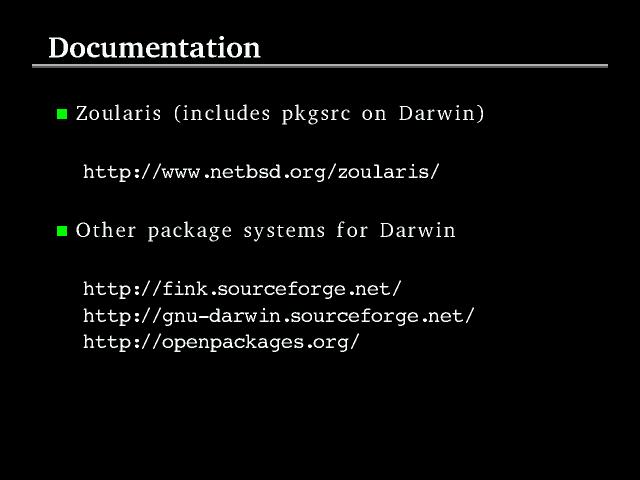 Documentation
Zoularis (includes pkgsrc on Darwin)
http://www.netbsd.org/zoularis/
Other package systems for Darwin
http://fink.sourceforge.net/
http://gnu-darwin.sourceforge.net/
http://openpackages.org/